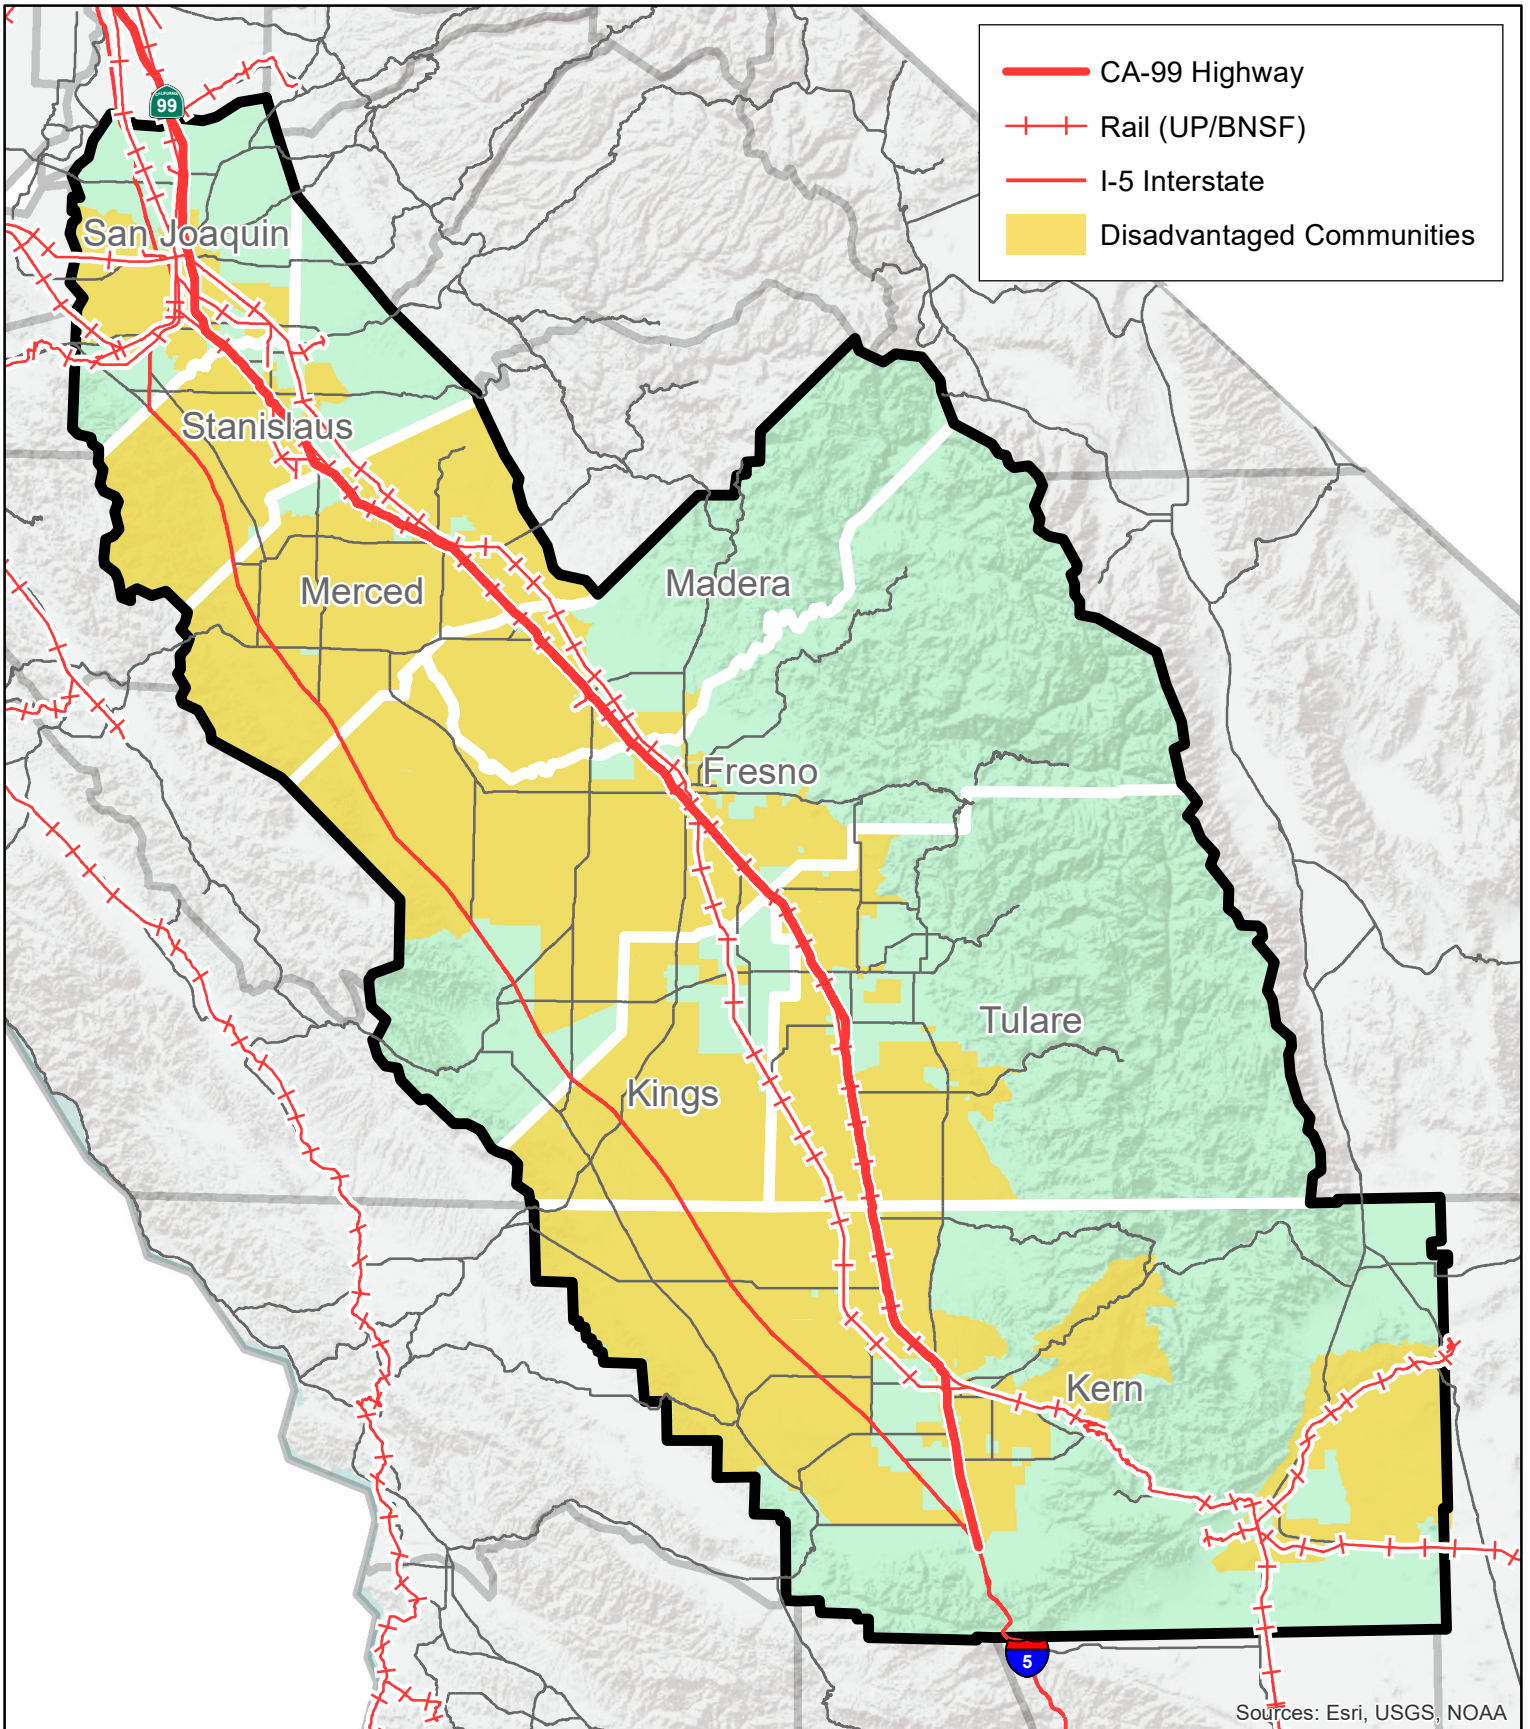 CALIFORNIA
99
CA-99 Highway
Rail (UP/BNSF)
I-5 Interstate
Disadvantaged Communities
San Joaquin
Stanislaus
Merced
Madera
Fresno
Tulare
Kings
Kern
5
Sources: Esri, USGS, NOAA